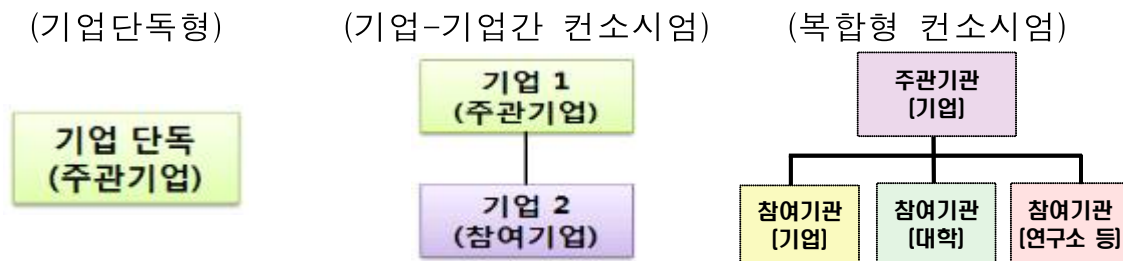 (기업단독형)
(기업-기업간 컨소시엄)
(복합형 컨소시엄)
기업 단독
(주관기업)
기업 1
(주관기업)
기업 2
(참여기업)
주관기관
[기업]
참여기관
[기업]
참여기관
[대학]
참여기관
[연구소 등]